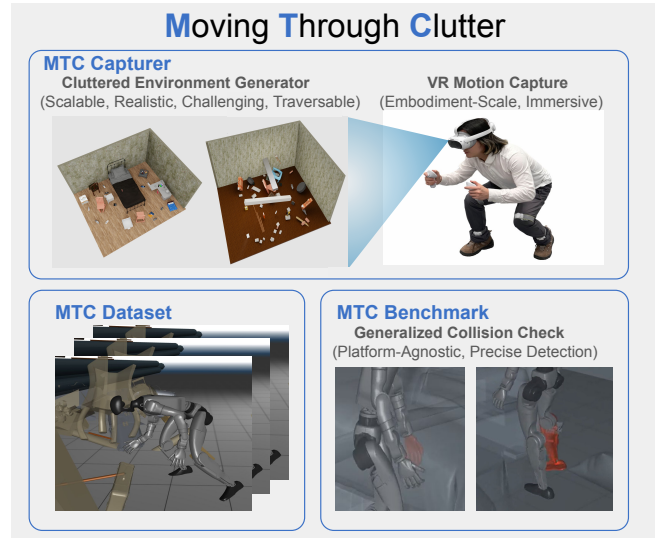 Moving Through Clutter
MTC Capturer
Cluttered Environment Generator
(Scalable, Realistic, Challenging, Traversable)
VR Motion Capture
(Embodiment-Scale, Immersive)
MTC Dataset
MTC Benchmark
Generalized Collision Check
(Platform-Agnostic, Precise Detection)